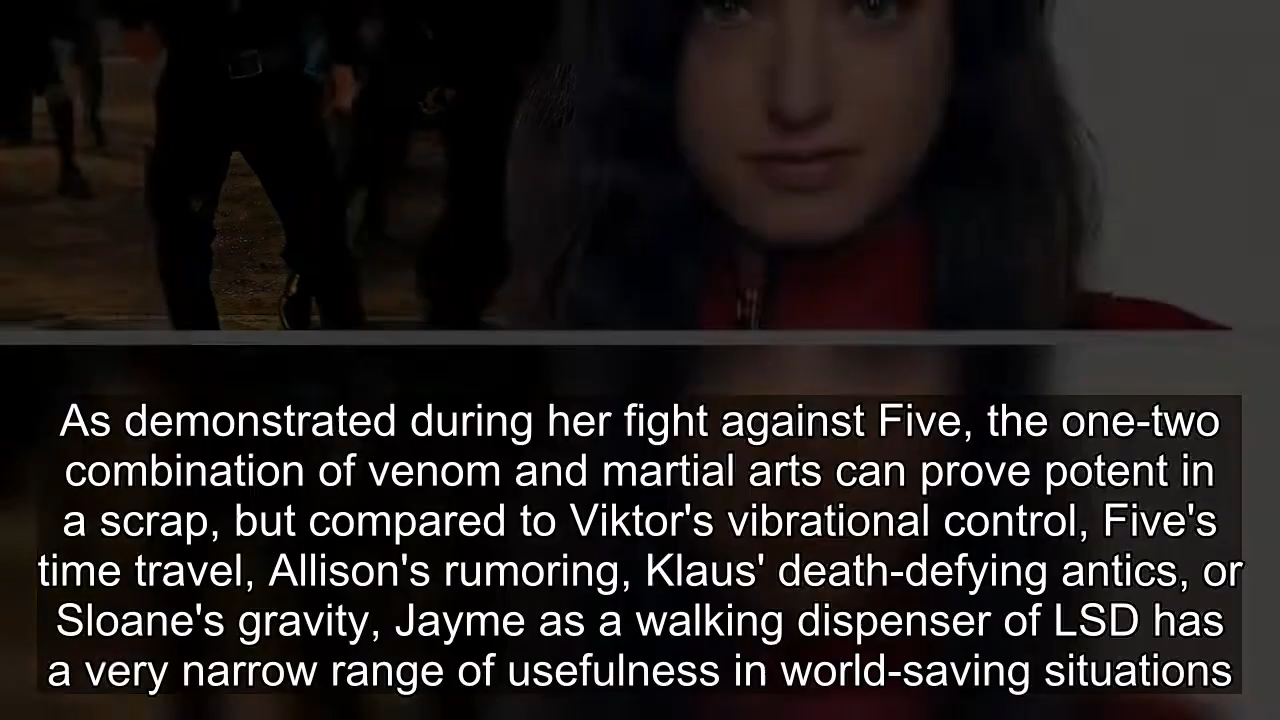 As demonstrated during her fight against Five, the one-two
combination of venom and martial arts can prove potent in
a scrap, but compared to Viktor's vibrational control, Five's
time travel, Allison's rumoring, Klaus' death-defying antics, or
Sloane's gravity, Jayme as a walking dispenser of LSD has
a very narrow range of usefulness in world-saving situations